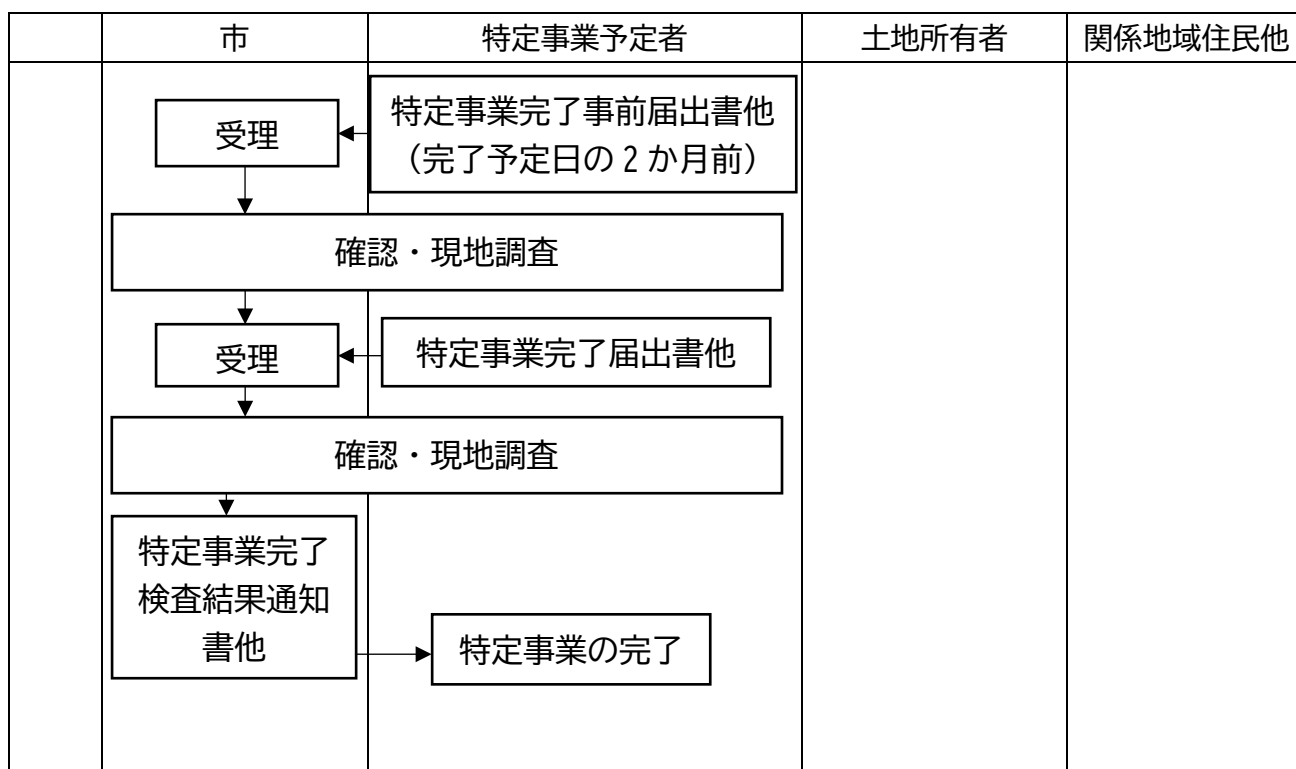 市
特定事業予定者
土地所有者
関係地域住民他
特定事業完了事前届出書他
（完了予定日の２か月前）
受理
確認・現地調査
特定事業完了届出書他
受理
確認・現地調査
特定事業完了
検査結果通知
書他
特定事業の完了